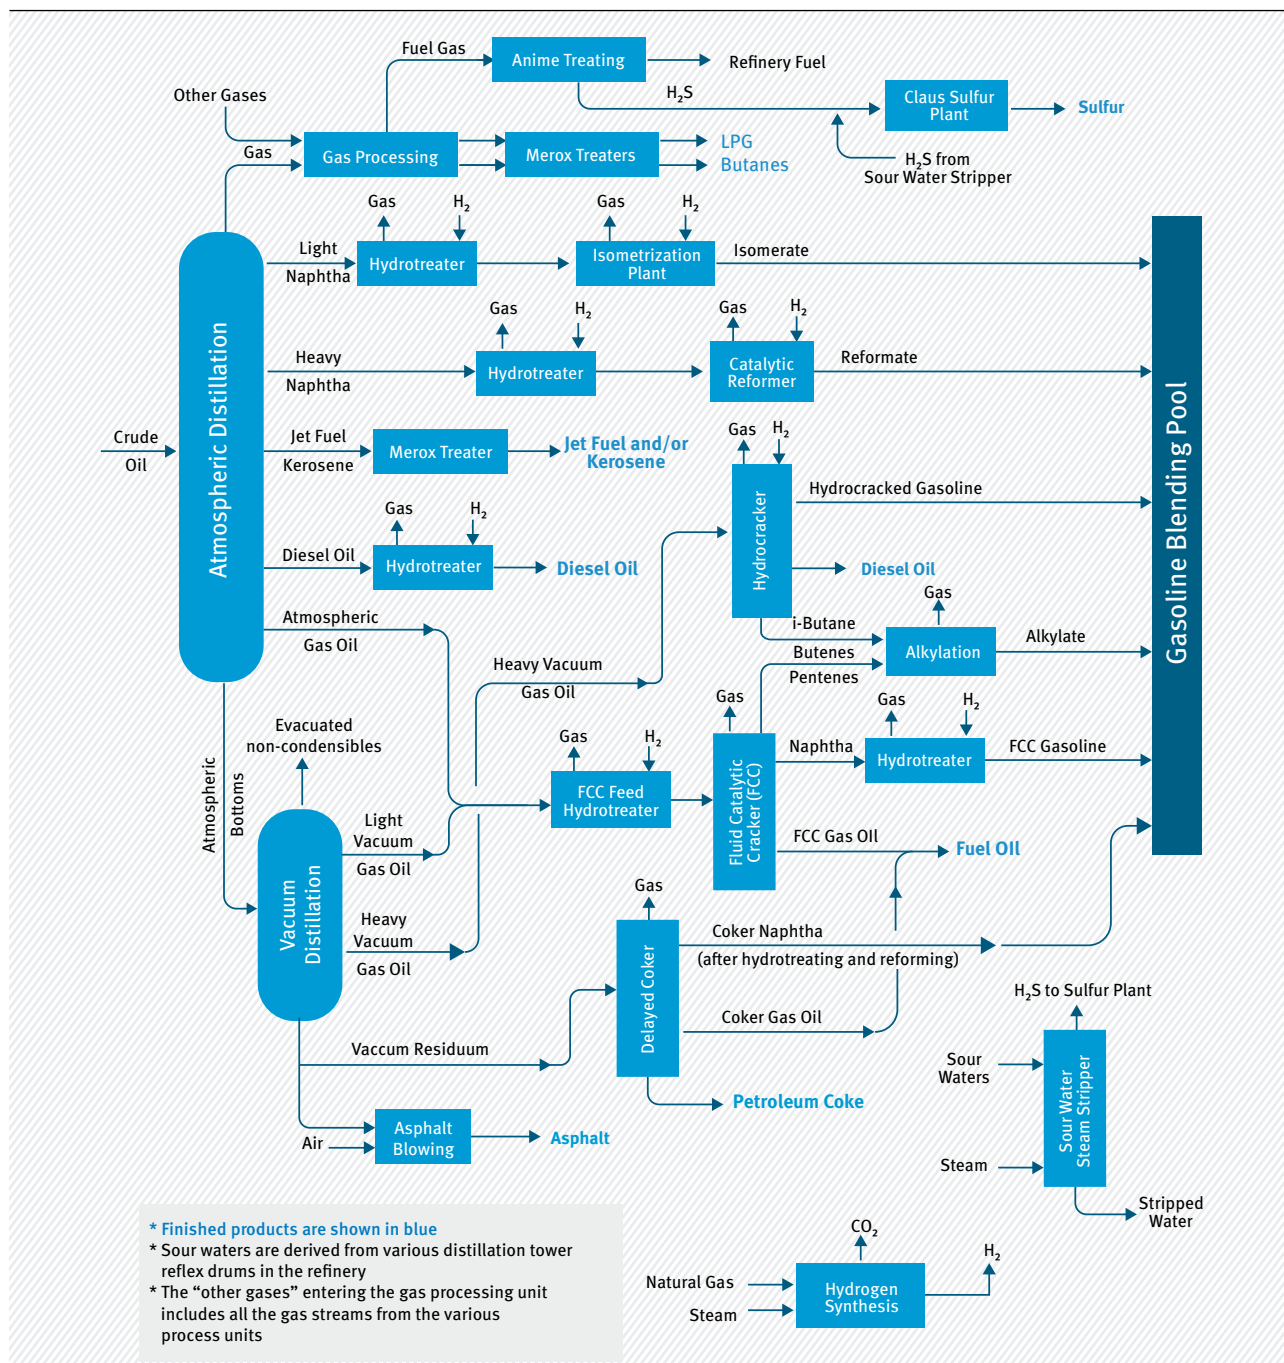 Fuel Gas
Anime Treating
Refinery Fuel
H₂S
Other Gases
Claus Sulfur
Plant
Sulfur
Gas
Gas Processing
Merox Treaters
LPG
Butanes
H₂S from
Sour Water Stripper
Gas
H₂
Gas
H₂
Light
Naphtha
Hydrotreater
Isometrization
Plant
Isomerate
Gas
H₂
Gas
H₂
Heavy
Naphtha
Hydrotreater
Catalytic
Reformer
Reformate
Atmospheric Distillation
Gasoline Blending Pool
Crude
Oil
Jet Fuel
Kerosene
Merox Treater
Jet Fuel and/or
Kerosene
Gas
H₂
Hydrocracker
Hydrocracked Gasoline
Gas
H₂
Diesel Oil
Hydrotreater
Diesel Oil
Diesel Oil
Gas
Atmospheric
Gas Oil
i-Butane
Butenes
Pentenes
Alkylation
Alkylate
Heavy Vacuum
Gas Oil
Evacuated
non-condensibles
Atmospheric
Bottoms
Gas
H₂
FCC Feed
Hydrotreater
Gas
Fluid Catalytic
Cracker (FCC)
Naphtha
Gas
H₂
Hydrotreater
FCC Gasoline
Light
Vacuum
Gas Oil
FCC Gas OIl
Fuel OIl
Vacuum
Distillation
Heavy
Vacuum
Gas Oil
Gas
Delayed Coker
Coker Naphtha
(after hydrotreating and reforming)
Coker Gas Oil
Vaccum Residuum
Petroleum Coke
Air
Asphalt
Blowing
Asphalt
H₂S to Sulfur Plant
Sour
Waters
Sour Water
Steam Stripper
Steam
Stripped
Water
* Finished products are shown in blue
* Sour waters are derived from various distillation tower
reflex drums in the refinery
* The “other gases” entering the gas processing unit
includes all the gas streams from the various
process units
CO₂
H₂
Natural Gas
Steam
Hydrogen
Synthesis